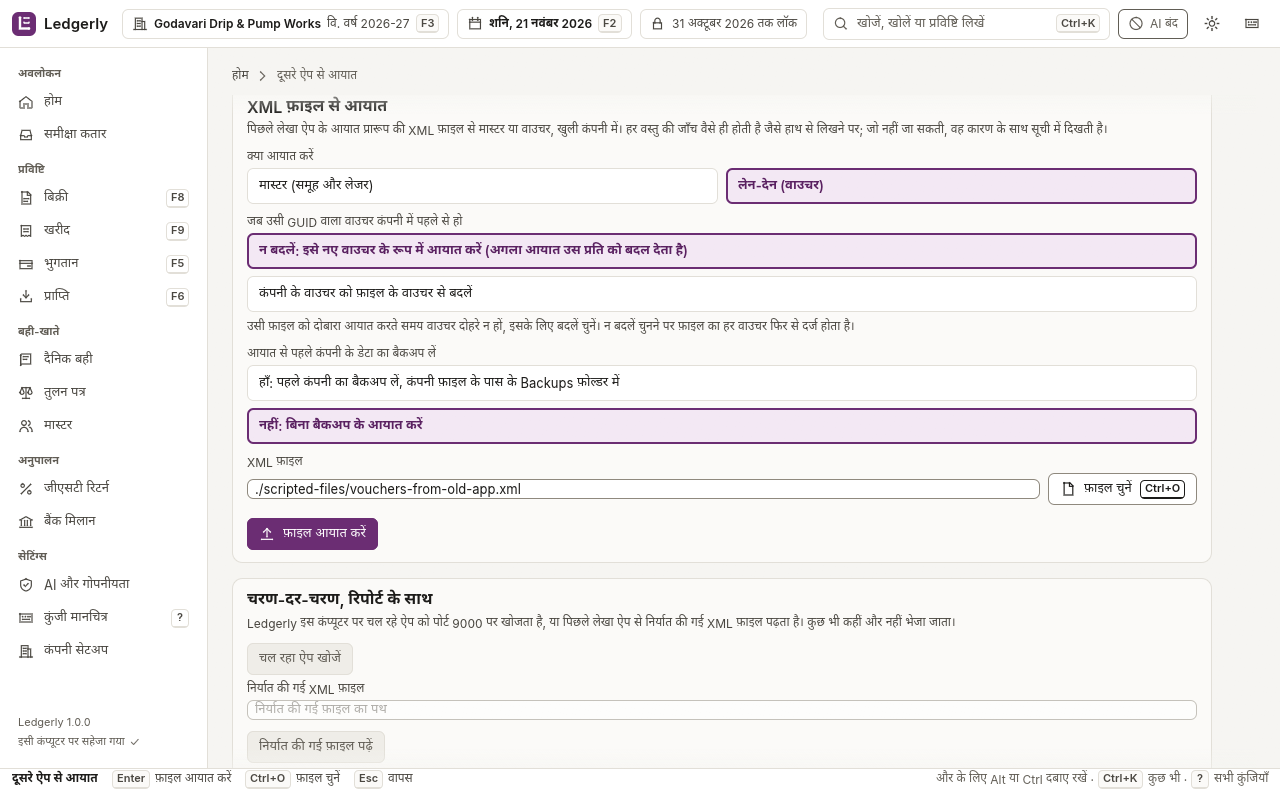 Ledgerly
Godavari Drip & Pump Works वि. वर्ष 2026-27 F3
शनि, 21 नवंबर 2026 F2
31 अक्टूबर 2026 तक लॉक
खोजें, खोलें या प्रविष्टि लिखें Ctrl+K
AI बंद
अवलोकन
होम
समीक्षा कतार
प्रविष्टि
बिक्री F8
खरीद F9
भुगतान F5
प्राप्ति F6
बही-खाते
दैनिक बही
तुलन पत्र
मास्टर
अनुपालन
जीएसटी रिटर्न
बैंक मिलान
सेटिंग्स
AI और गोपनीयता
कुंजी मानचित्र ?
कंपनी सेटअप
Ledgerly 1.0.0
इसी कंप्यूटर पर सहेजा गया
होम दूसरे ऐप से आयात
XML फ़ाइल से आयात
पिछले लेखा ऐप के आयात प्रारूप की XML फ़ाइल से मास्टर या वाउचर, खुली कंपनी में। हर वस्तु की जाँच वैसे ही होती है जैसे हाथ से लिखने पर; जो नहीं जा सकती, वह कारण के साथ सूची में दिखती है।
क्या आयात करें
मास्टर (समूह और लेजर)
लेन-देन (वाउचर)
जब उसी GUID वाला वाउचर कंपनी में पहले से हो
न बदलें: इसे नए वाउचर के रूप में आयात करें (अगला आयात उस प्रति को बदल देता है)
कंपनी के वाउचर को फ़ाइल के वाउचर से बदलें
उसी फ़ाइल को दोबारा आयात करते समय वाउचर दोहरे न हों, इसके लिए बदलें चुनें। न बदलें चुनने पर फ़ाइल का हर वाउचर फिर से दर्ज होता है।
आयात से पहले कंपनी के डेटा का बैकअप लें
हाँ: पहले कंपनी का बैकअप लें, कंपनी फ़ाइल के पास के Backups फ़ोल्डर में
नहीं: बिना बैकअप के आयात करें
XML फ़ाइल
./scripted-files/vouchers-from-old-app.xml
फ़ाइल चुनें Ctrl+O
फ़ाइल आयात करें
चरण-दर-चरण, रिपोर्ट के साथ
Ledgerly इस कंप्यूटर पर चल रहे ऐप को पोर्ट 9000 पर खोजता है, या पिछले लेखा ऐप से निर्यात की गई XML फ़ाइल पढ़ता है। कुछ भी कहीं और नहीं भेजा जाता।
चल रहा ऐप खोजें
निर्यात की गई XML फ़ाइल
निर्यात की गई फ़ाइल का पथ
निर्यात की गई फ़ाइल पढ़ें
दूसरे ऐप से आयात Enter फ़ाइल आयात करें Ctrl+O फ़ाइल चुनें Esc वापस
और के लिए Alt या Ctrl दबाए रखें · Ctrl+K कुछ भी · ? सभी कुंजियाँ